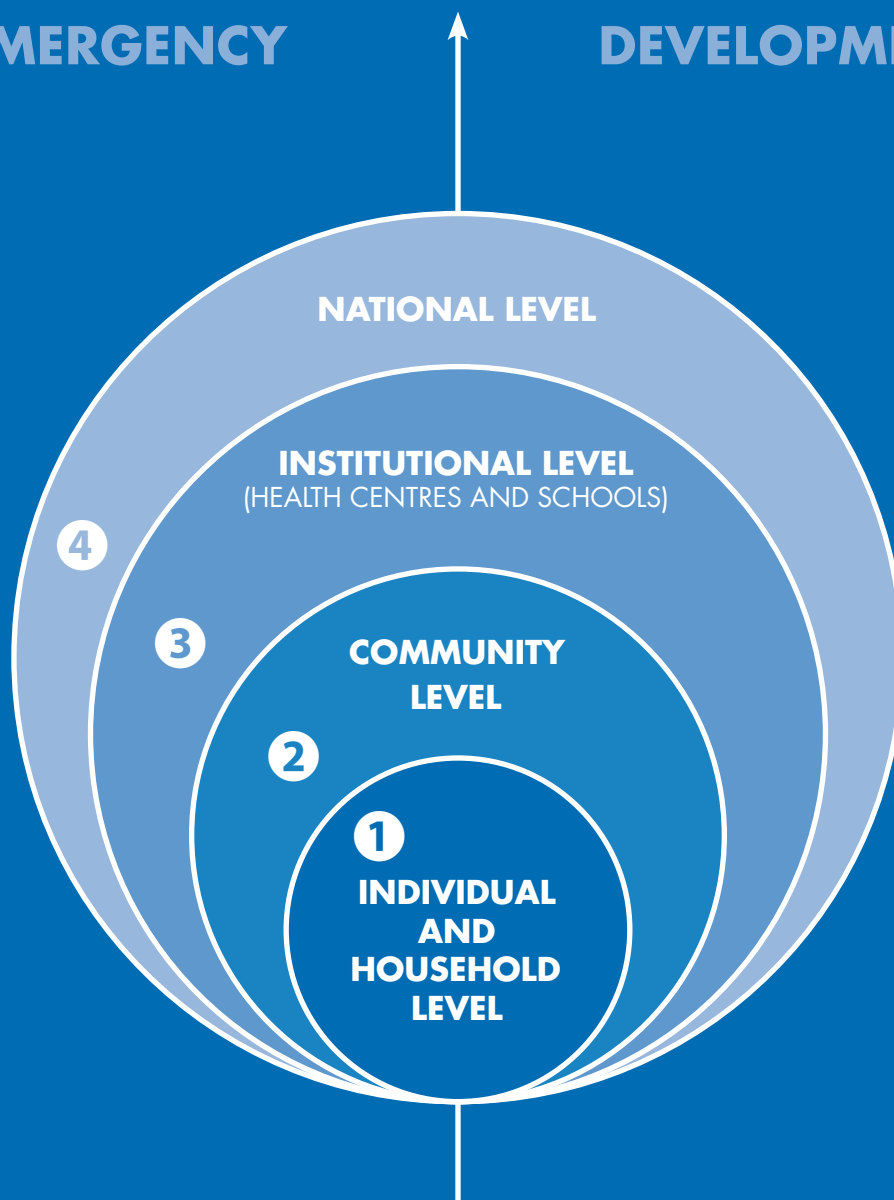 MERGENCY
DEVELOPME
NATIONAL LEVEL
INSTITUTIONAL LEVEL
(HEALTH CENTRES AND SCHOOLS)
4
3
COMMUNITY
LEVEL
2
1
INDIVIDUAL
AND
HOUSEHOLD
LEVEL